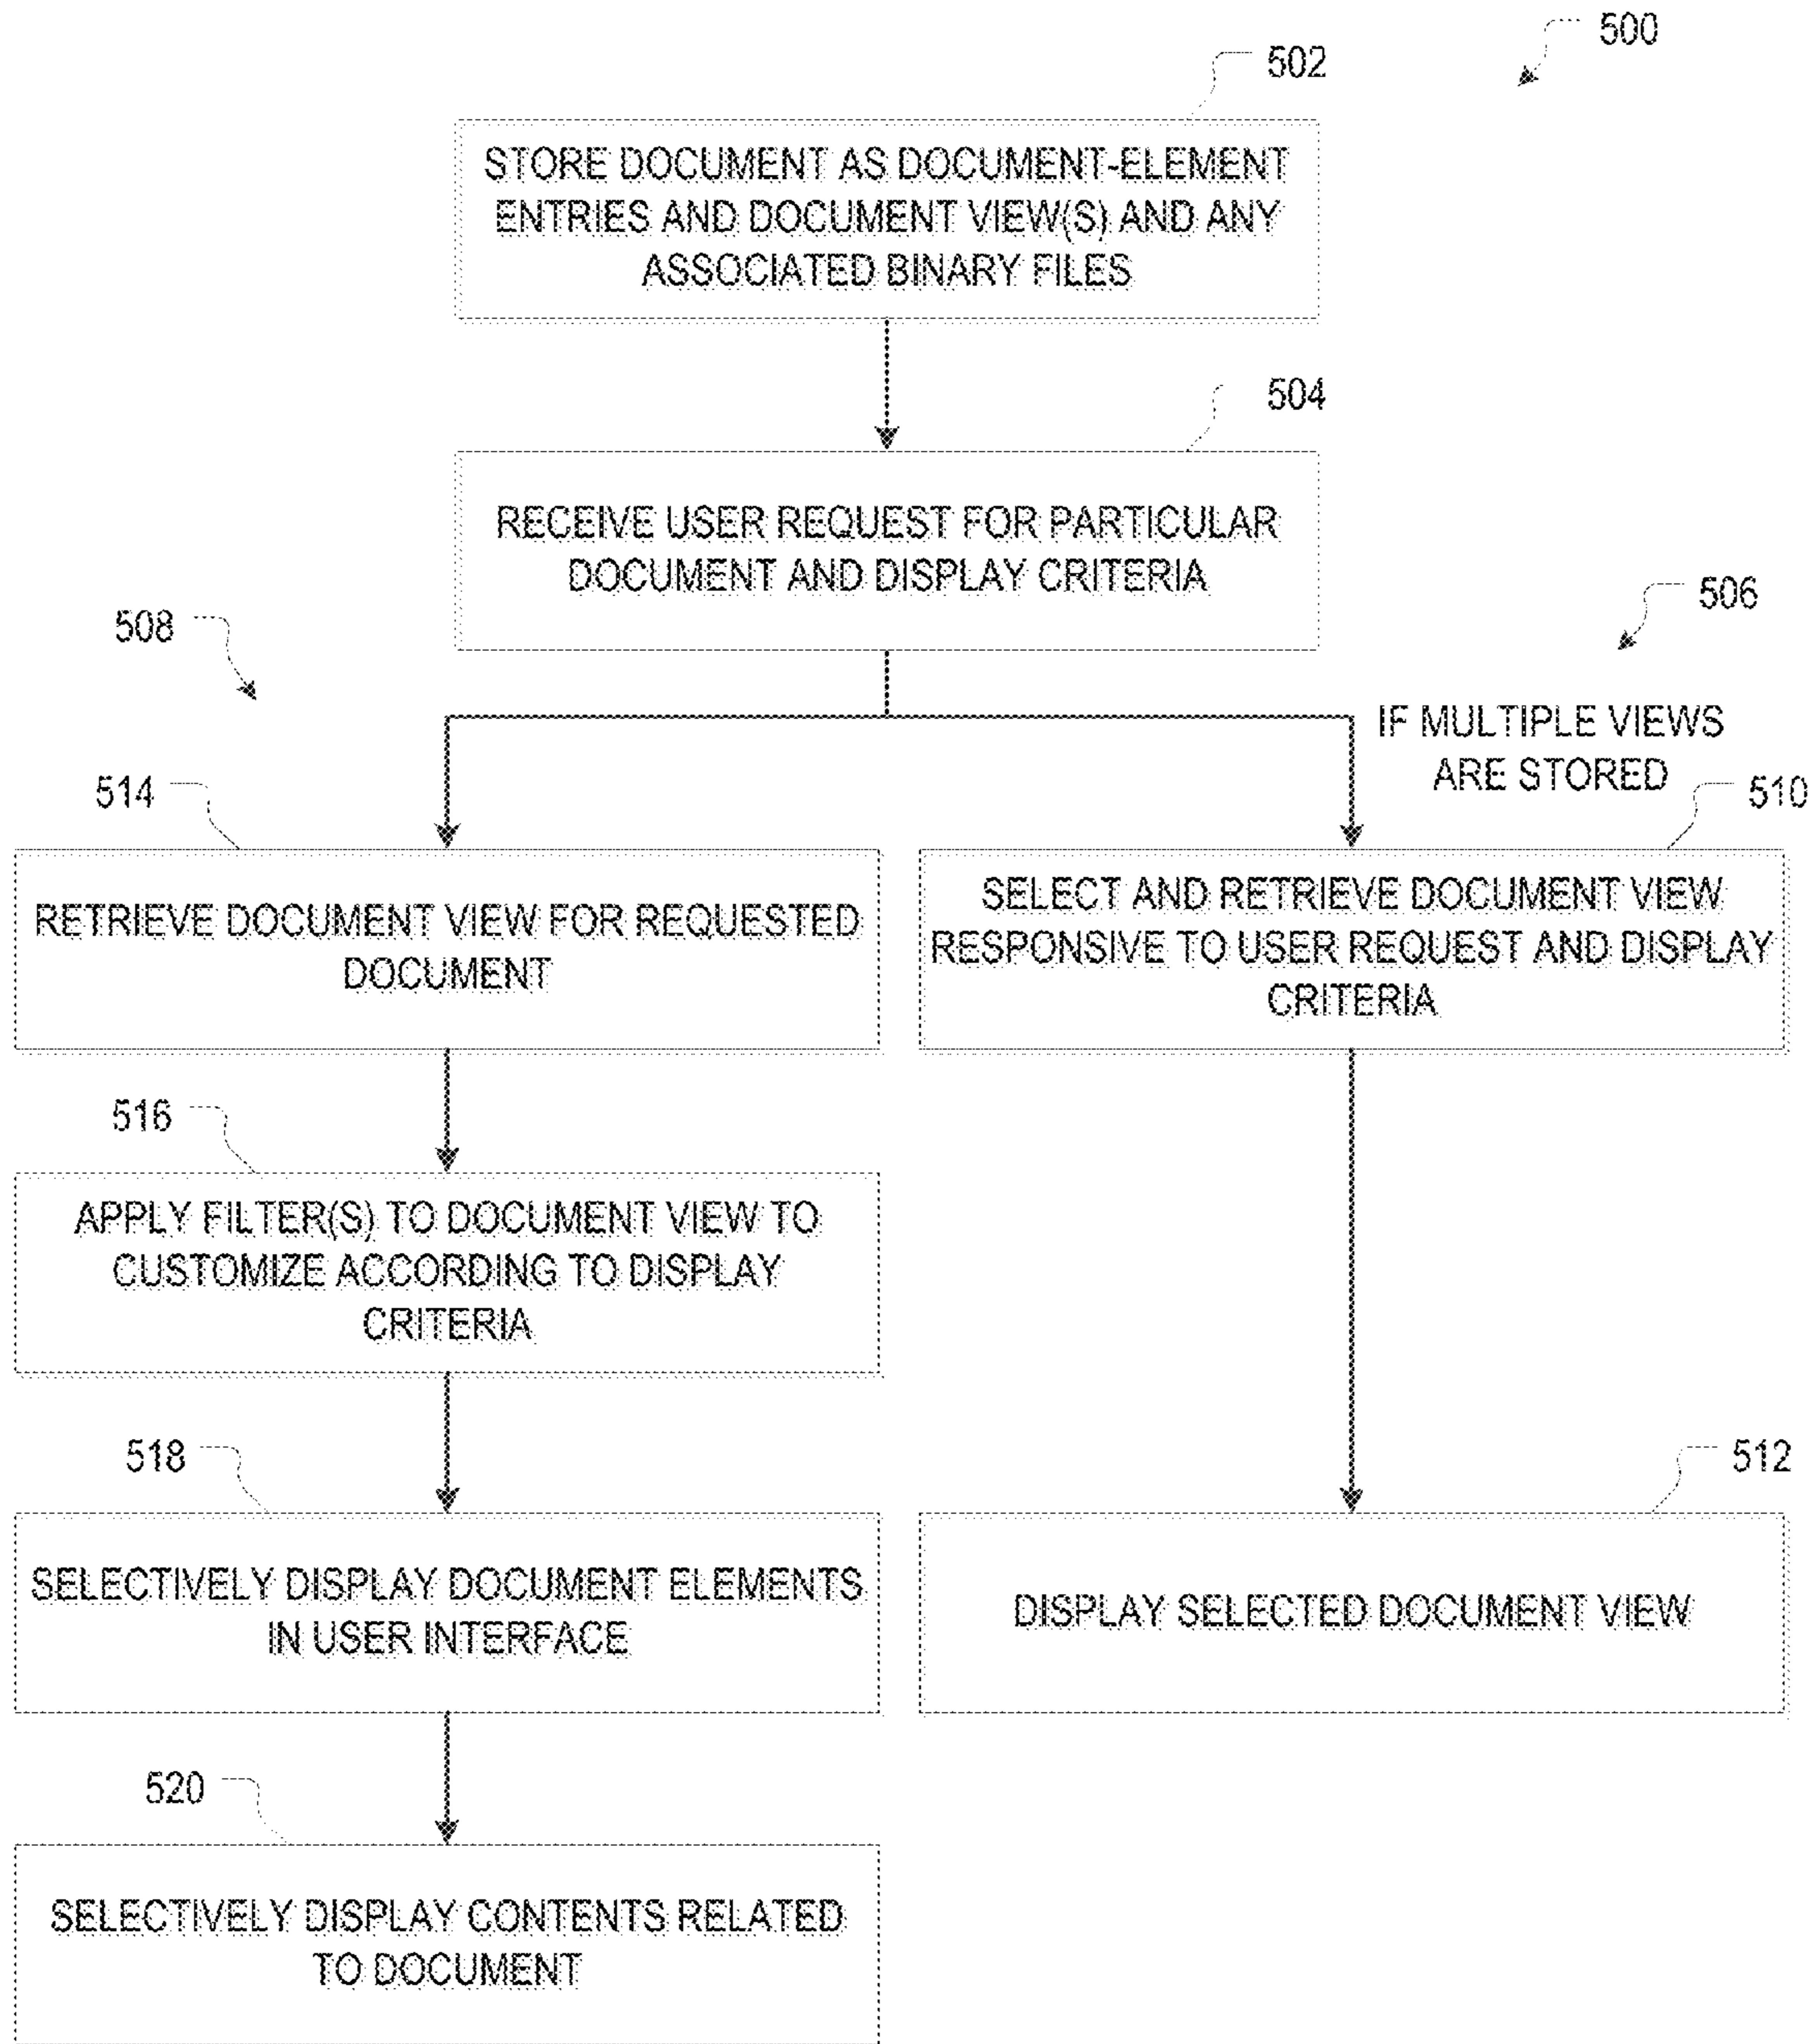 500
502
STORE DOCUMENT AS DOCUMENT-ELEMENT
ENTRIES AND DOCUMENT VIEW(S) AND ANY
ASSOCIATED BINARY FILES
504
RECEIVE USER REQUEST FOR PARTICULAR
DOCUMENT AND DISPLAY CRITERIA
508
506
IF MULTIPLE VIEWS
ARE STORED
514
510
RETRIEVE DOCUMENT VIEW FOR REQUESTED
DOCUMENT
SELECT AND RETRIEVE DOCUMENT VIEW
RESPONSIVE TO USER REQUEST AND DISPLAY
CRITERIA
516
APPLY FILTER(S) TO DOCUMENT VIEW TO
CUSTOMIZE ACCORDING TO DISPLAY
CRITERIA
518
512
SELECTIVELY DISPLAY DOCUMENT ELEMENTS
IN USER INTERFACE
DISPLAY SELECTED DOCUMENT VIEW
520
SELECTIVELY DISPLAY CONTENTS RELATED
TO DOCUMENT